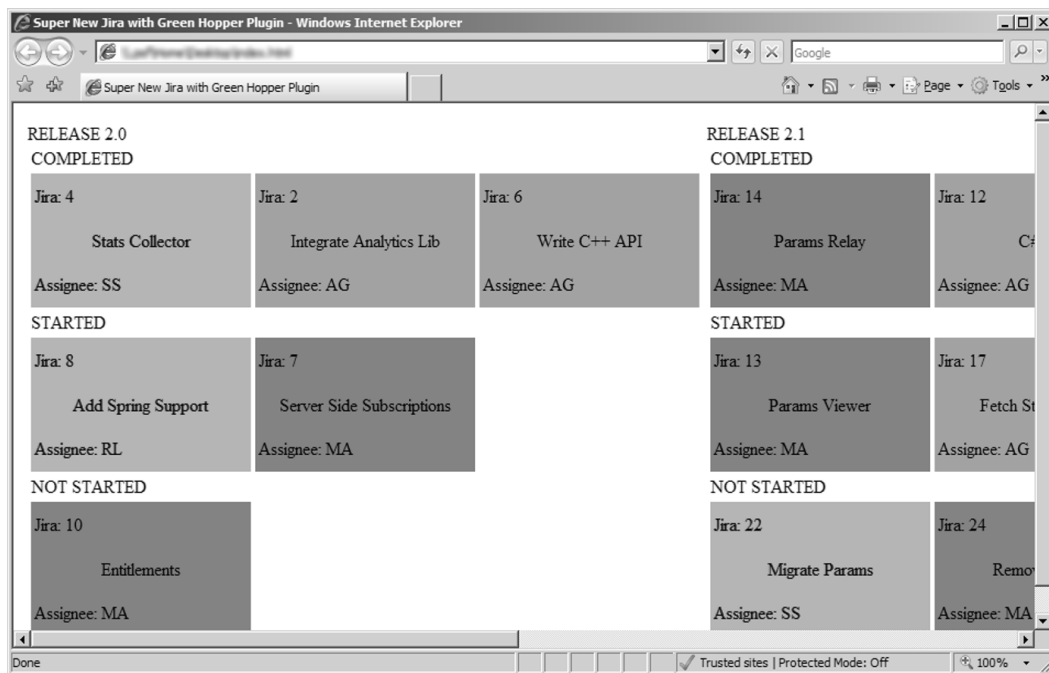 Super New Jira with Green Hopper Plugin - Windows Internet Explorer
Google
Super New Jira with Green Hopper Plugin
Page Tools »
RELEASE 2.0 RELEASE 2.1
COMPLETED COMPLETED
Jira: 4 Jira: 2 Jira: 6 Jira: 14 Jira: 12
Stats Collector Integrate Analytics Lib Write C++ API Params Relay C#
Assignee: SS Assignee: AG Assignee: AG Assignee: MA Assignee: AG
STARTED STARTED
Jira: 8 Jira: 7 Jira: 13 Jira: 17
Add Spring Support Server Side Subscriptions Params Viewer Fetch St
Assignee: RL Assignee: MA Assignee: MA Assignee: AG
NOT STARTED NOT STARTED
Jira: 10 Jira: 22 Jira: 24
Entitlements Migrate Params Remov
Assignee: MA Assignee: SS Assignee: MA
Done Trusted sites | Protected Mode: Off 100%